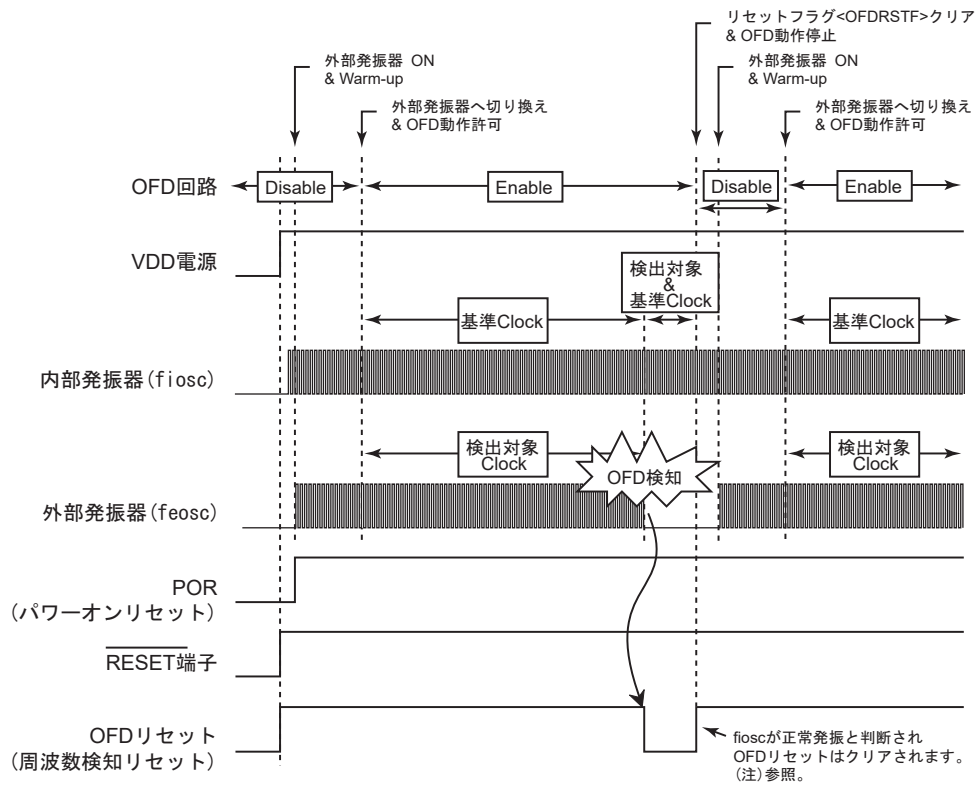 リセットフラグ<OFDRSTF>クリア
& OFD動作停止
外部発振器 ON
& Warm-up
外部発振器 ON
& Warm-up
外部発振器へ切り換え
& OFD動作許可
外部発振器へ切り換え
& OFD動作許可
OFD回路
Disable
Enable
Disable
Enable
VDD電源
検出対象
&
基準Clock
基準Clock
基準Clock
内部発振器(fiosc)
検出対象
Clock
検出対象
Clock
OFD検知
外部発振器(feosc)
POR
(パワーオンリセット)
RESET端子
OFDリセット
(周波数検知リセット)
fioscが正常発振と判断され
OFDリセットはクリアされます。
(注)参照。